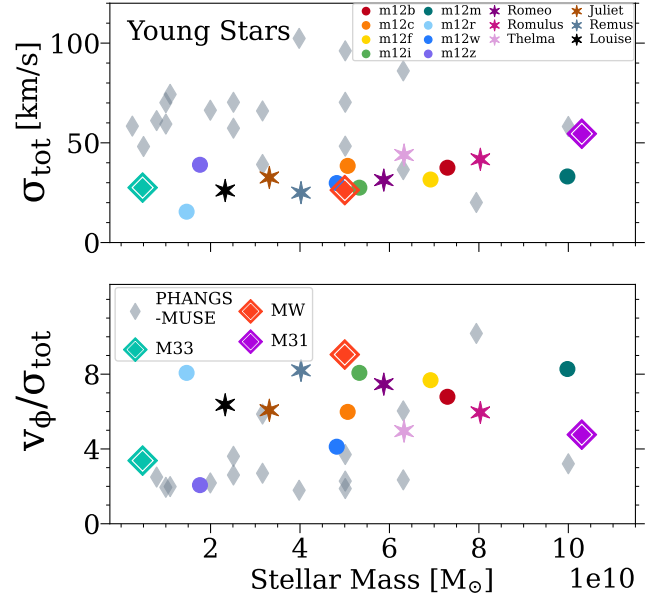 Young Stars
m12b
m12c
m12f
m12i
m12m
m12r
m12w
m12z
Romeo
Romulus
Thelma
Juliet
Remus
Louise
σtot [km/s]
100
50
0
PHANGS
-MUSE
M33
MW
M31
vϕ/σtot
8
4
0
2
4
6
8
10
1e10
Stellar Mass [M⊙]